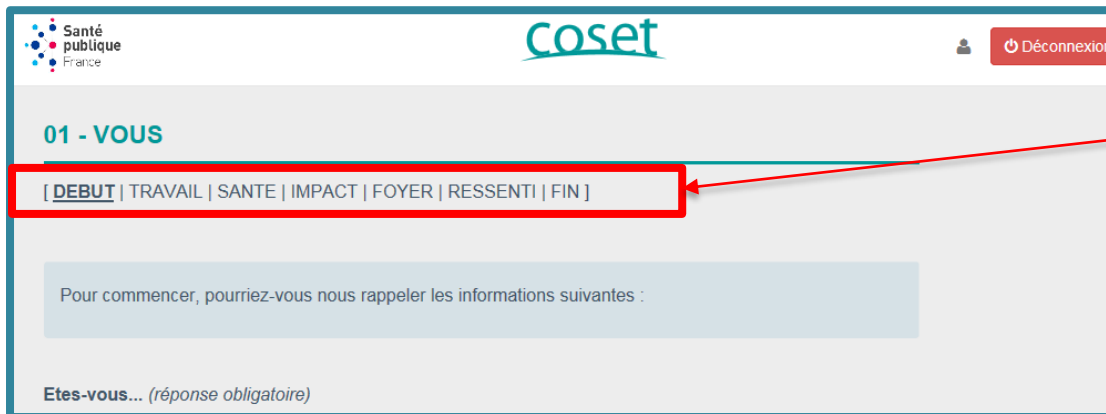 Santé
publique
France
coset
Déconnexion
01 - VOUS
[ DEBUT | TRAVAIL | SANTE | IMPACT | FOYER | RESSENTI | FIN ]
Pour commencer, pourriez-vous nous rappeler les informations suivantes :
Etes-vous... (réponse obligatoire)